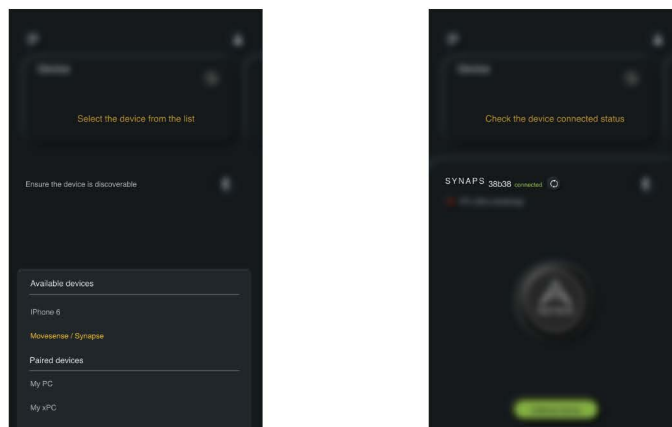 Select the device from the list
Ensure the device is discoverable
Available devices
IPhone 6
Movesense / Synapse
Paired devices
My PC
My xPC
Check the device connected status
SYNAPS 38b38 connected